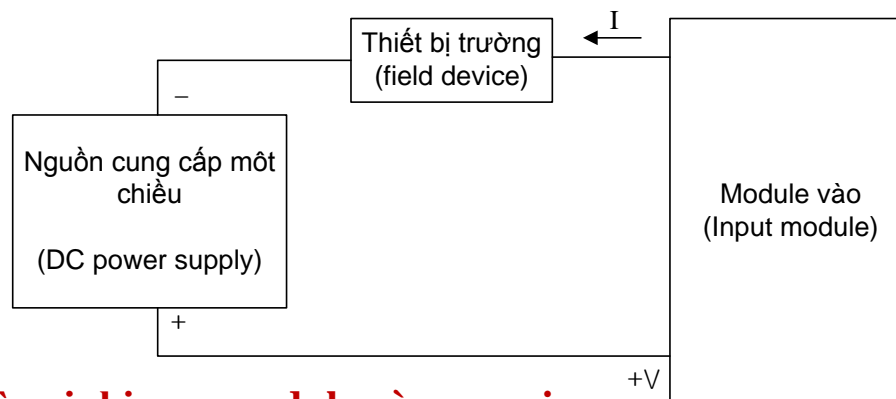 Thiết bị trường
(field device)
I
−
Nguồn cung cấp môt
chiều
(DC power supply)
+
Module vào
(Input module)
+V